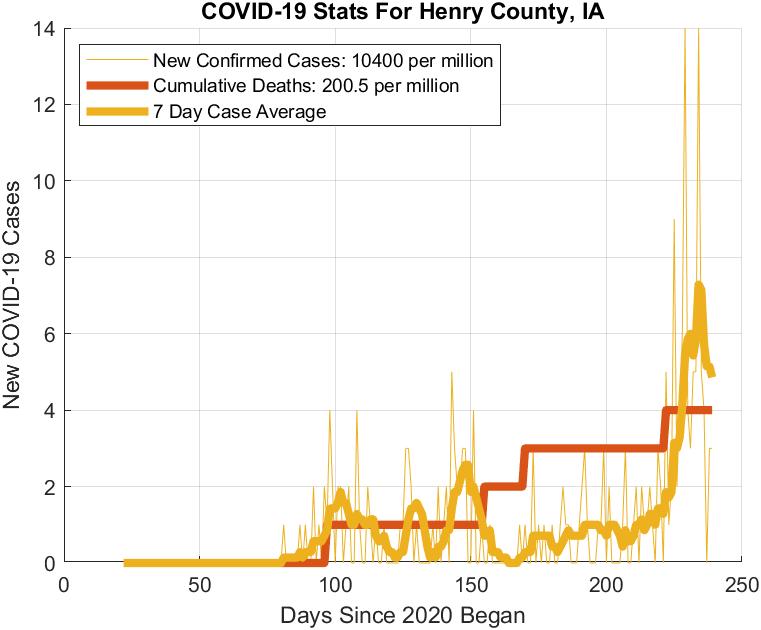 COVID-19 Stats For Henry County, IA
New Confirmed Cases: 10400 per million
Cumulative Deaths: 200.5 per million
7 Day Case Average
New COVID-19 Cases
14
12
10
8
6
4
2
0
0 50 100 150 200 250
Days Since 2020 Began